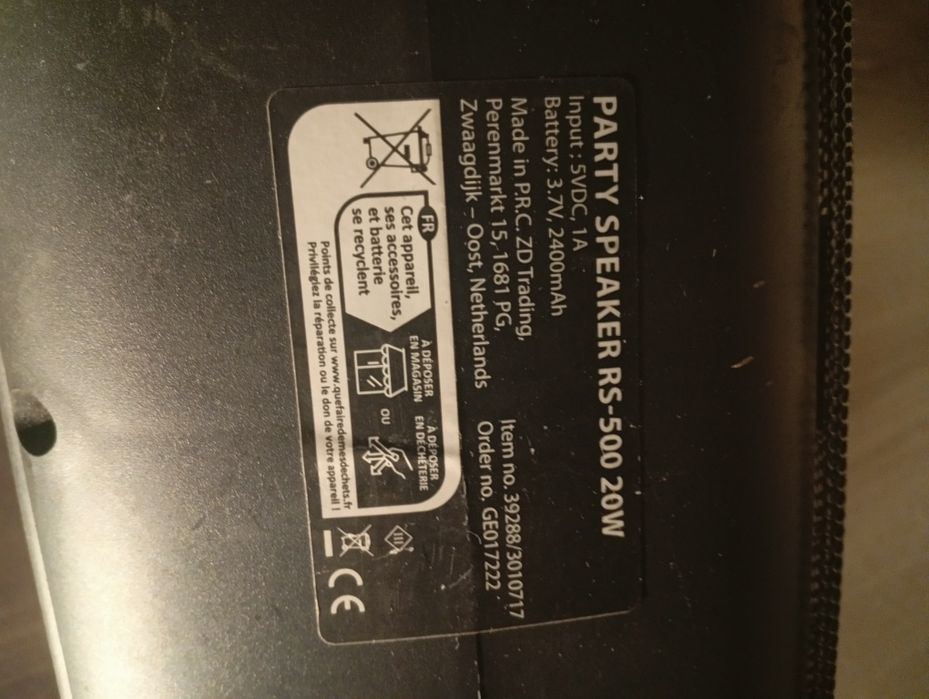 PARTY SPEAKER RS-500 20W
Input ; 5VDC, 1A
Battery: 3.7V, 2400mAh
Made in P.R.C. ZD Trading,
Perenmarkt 15, 1681 PG,
Zwaagdijk – Oost, Netherlands
Item no. 39288/3010717
Order no. GE017222
FR
Cet appareil,
ses accessoires,
et batterie
se recyclent
À DÉPOSER
EN MAGASIN
OU
À DÉPOSER
EN DÉCHÈTERIE
Points de collecte sur www.quefairedemesdechets.fr
Privilégiez la réparation ou le don de votre appareil !
CE